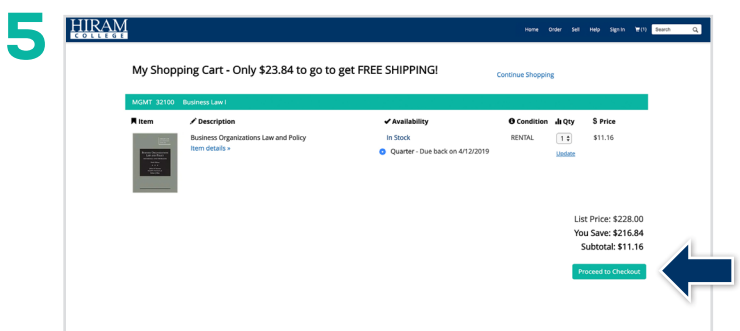 5
HIRAM
COLLEGE
Home Order Sell Help Sign In (1) Search
My Shopping Cart - Only $23.84 to go to get FREE SHIPPING!
Continue Shopping
MGMT 32100 Business Law I
Item Description Availability Condition Qty $ Price
Business Organizations Law and Policy In Stock RENTAL 1 $11.16
Item details »
Quarter - Due back on 4/12/2019 Update
List Price: $228.00
You Save: $216.84
Subtotal: $11.16
Proceed to Checkout